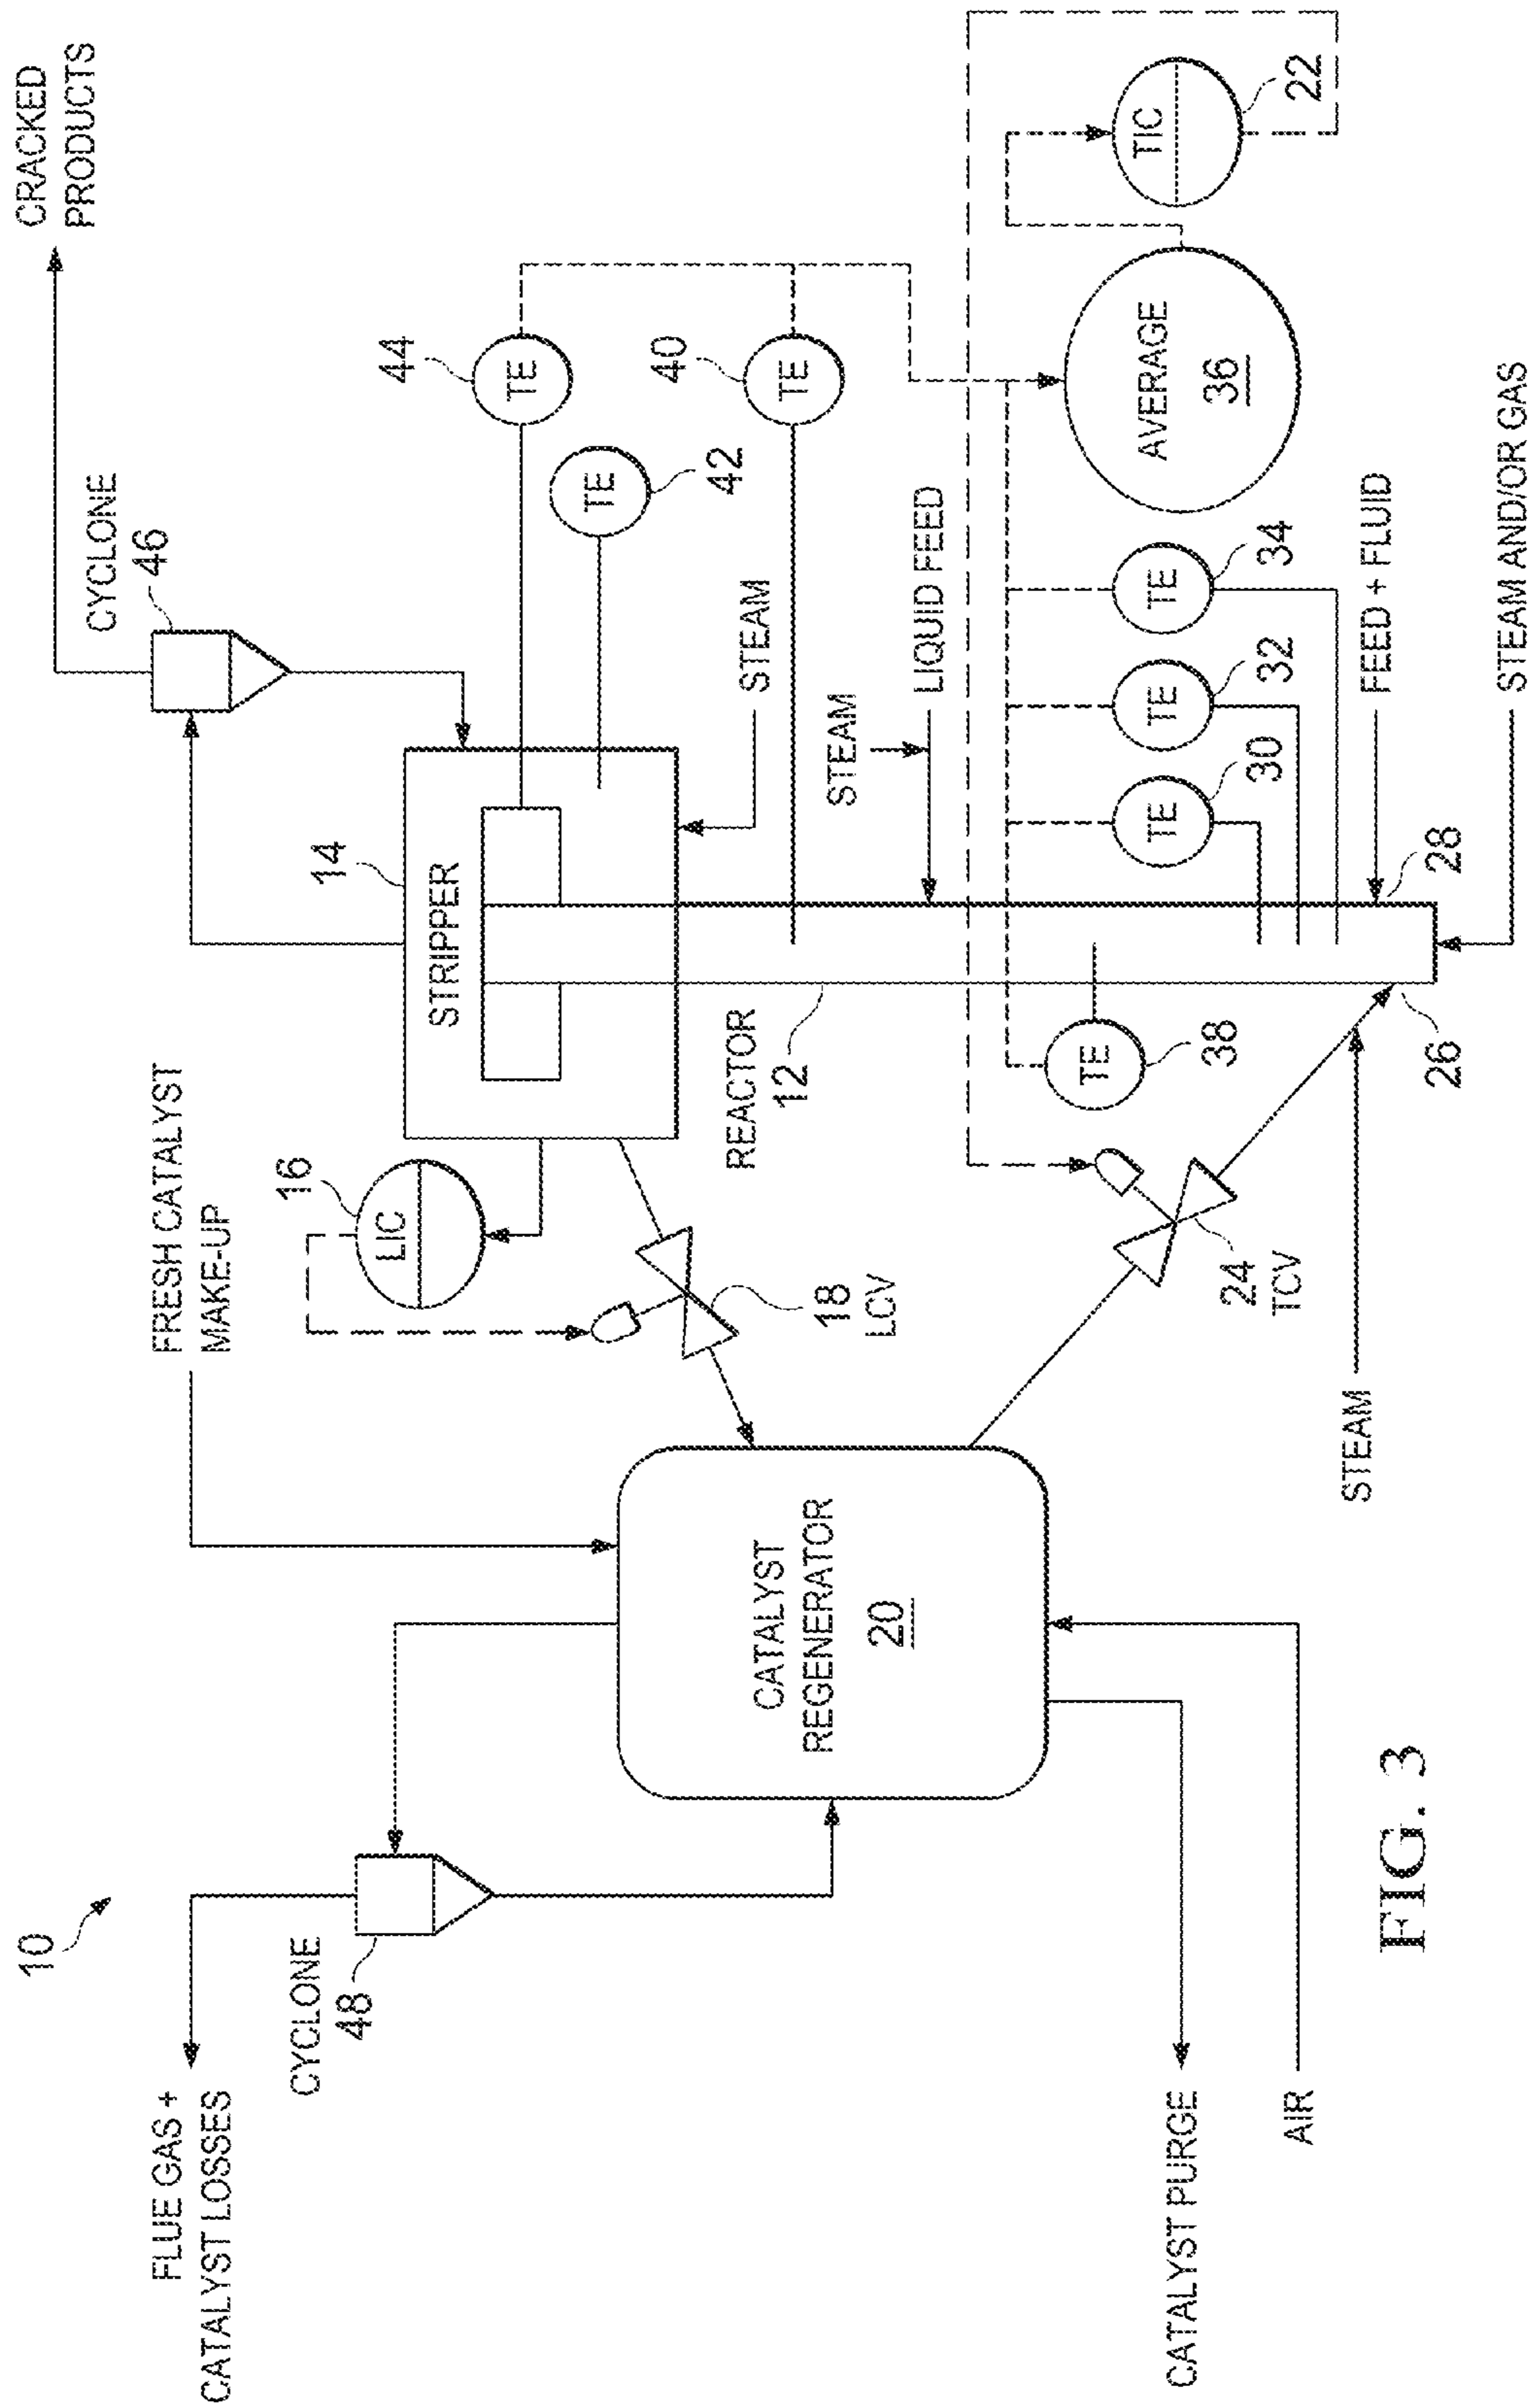 10
FLUE GAS +
CATALYST LOSSES
CYCLONE
48
FRESH CATALYST
MAKE-UP
CATALYST
REGENERATOR
20
CATALYST PURGE
AIR
STEAM
CRACKED
PRODUCTS
CYCLONE
46
14
STRIPPER
16
LIC
18
LCV
REACTOR
12
44
TE
TE
42
40
TE
STEAM
STEAM
LIQUID FEED
24
TCV
TE
38
TE
30
TE
32
TE
34
AVERAGE
36
TIC
22
26
28
FEED + FLUID
STEAM AND/OR GAS
FIG. 3